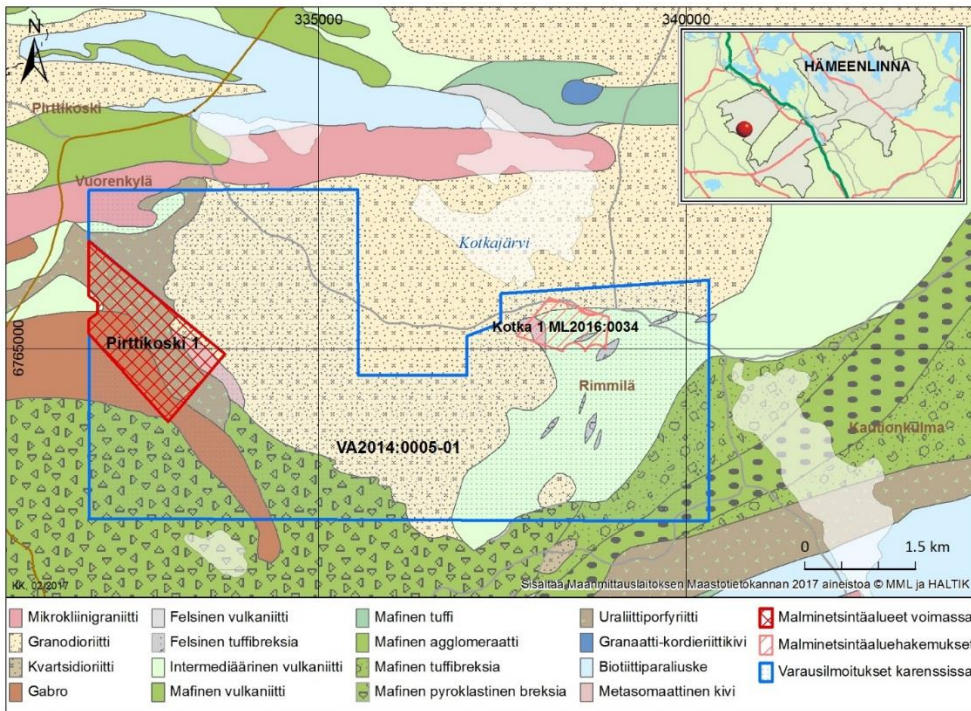 335000
340000
N
HÄMEENLINNA
Pirttikoski
Vuorenkylä
Kotkajärvi
6765000
Pirttikoski 1
Kotka 1 ML2016:0034
Rimmilä
VA2014:0005-01
Kautionkulma
0 1.5 km
KK, 02/2017
Sisältää Maanmittauslaitoksen Maastotietokannan 2017 aineistoa © MML ja HALTIK
Mikrokliinigraniitti
Granodioriitti
Kvartsidioriitti
Gabro
Felsinen vulkaniitti
Felsinen tuffibreksia
Intermediäärinen vulkaniitti
Mafinen vulkaniitti
Mafinen tuffi
Mafinen agglomeraatti
Mafinen tuffibreksia
Mafinen pyroklastinen breksia
Uraliittiporfyriitti
Granaatti-kordieriittikivi
Biotiittiparaliuske
Metasomaattinen kivi
Malminetsintäalueet voimassa
Malminetsintäaluehakemukset
Varausilmoitukset karenssissa